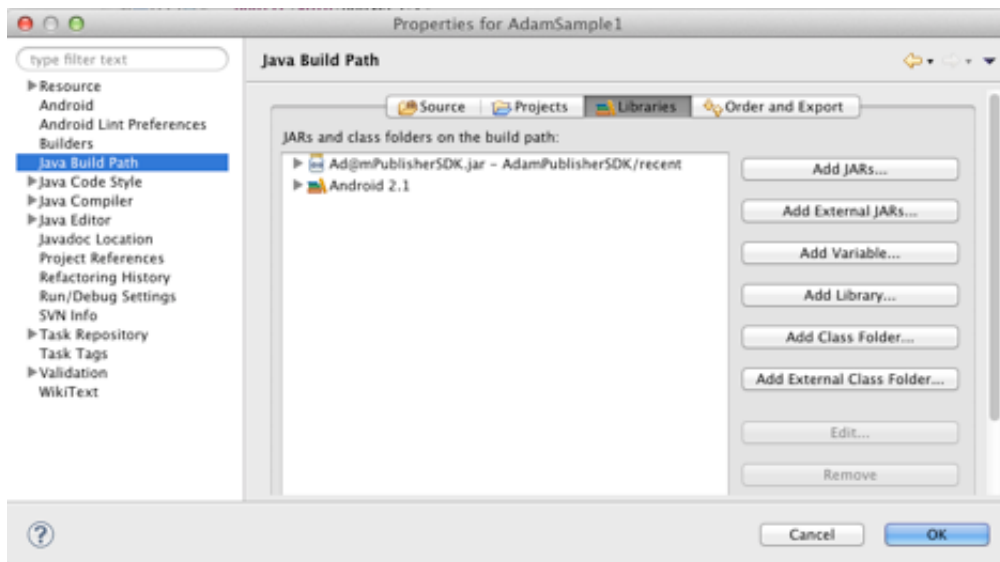 Properties for AdamSample1
type filter text
Resource
Android
Android Lint Preferences
Builders
Java Build Path
Java Code Style
Java Compiler
Java Editor
Javadoc Location
Project References
Refactoring History
Run/Debug Settings
SVN Info
Task Repository
Task Tags
Validation
WikiText
Java Build Path
Source Projects Libraries Order and Export
JARs and class folders on the build path:
Ad@mPublisherSDK.jar – AdamPublisherSDK/recent
Android 2.1
Add JARs...
Add External JARs...
Add Variable...
Add Library...
Add Class Folder...
Add External Class Folder...
Edit...
Remove
Cancel OK